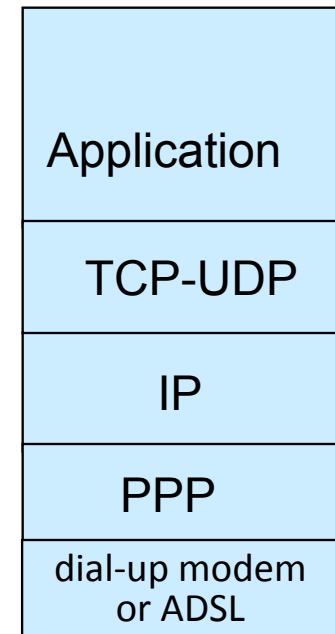 Application
TCP-UDP
IP
PPP
dial-up modem
or ADSL